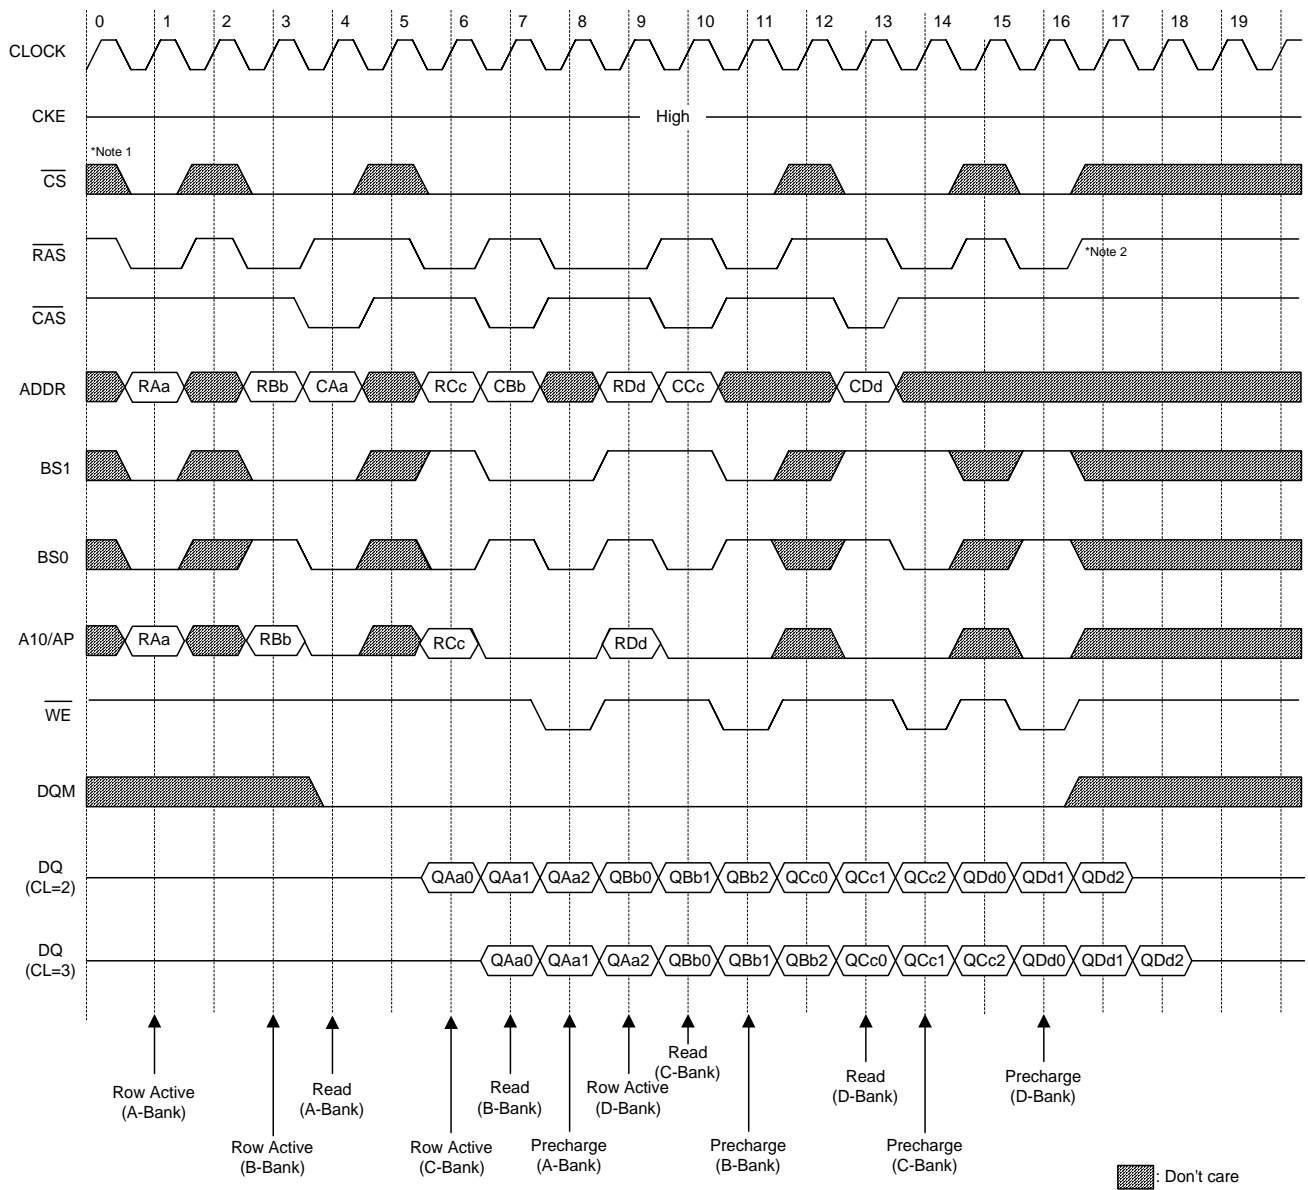 0 1 2 3 4 5 6 7 8 9 10 11 12 13 14 15 16 17 18 19
CLOCK
CKE
High
*Note 1
CS
RAS
*Note 2
CAS
ADDR
RAa RBb CAa RCc CBb RDd CCc CDd
BS1
BS0
A10/AP
RAa RBb RCc RDd
WE
DQM
DQ
(CL=2)
QAa0 QAa1 QAa2 QBb0 QBb1 QBb2 QCc0 QCc1 QCc2 QDd0 QDd1 QDd2
DQ
(CL=3)
QAa0 QAa1 QAa2 QBb0 QBb1 QBb2 QCc0 QCc1 QCc2 QDd0 QDd1 QDd2
Row Active
(A-Bank)
Row Active
(B-Bank)
Read
(A-Bank)
Row Active
(C-Bank)
Read
(B-Bank)
Precharge
(A-Bank)
Row Active
(D-Bank)
Read
(C-Bank)
Precharge
(B-Bank)
Read
(D-Bank)
Precharge
(C-Bank)
Precharge
(D-Bank)
: Don't care